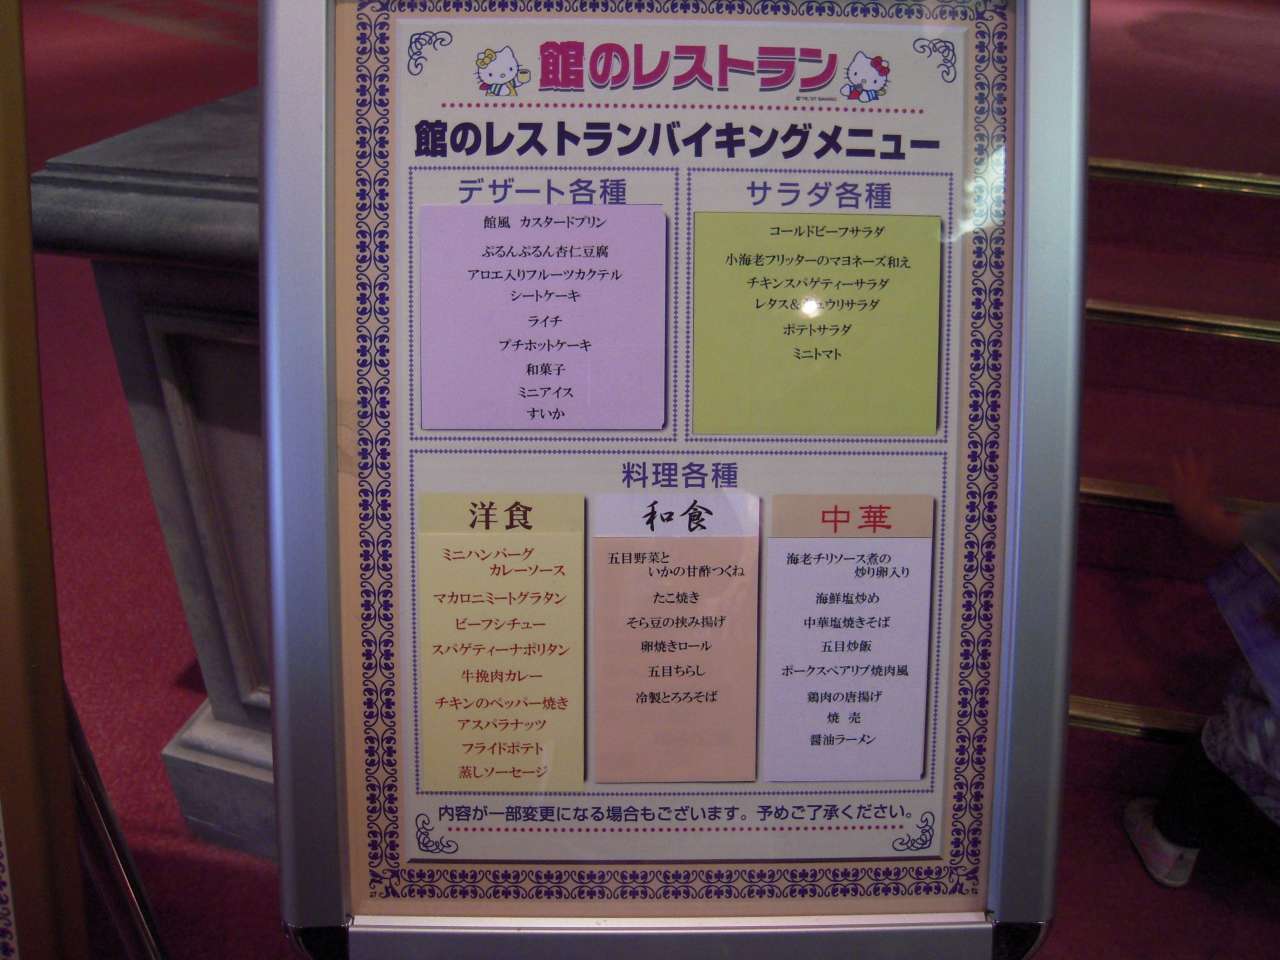 館のレストラン
館のレストランバイキングメニュー
デザート各種
館風 カスタードプリン
ぷるんぷるん杏仁豆腐
アロエ入りフルーツカクテル
シートケーキ
ライチ
プチホットケーキ
和菓子
ミニアイス
すいか
サラダ各種
コールドビーフサラダ
小海老フリッターのマヨネーズ和え
チキンスパゲティーサラダ
レタス&キュウリサラダ
ポテトサラダ
ミニトマト
料理各種
洋食
ミニハンバーグ
カレーソース
マカロニミートグラタン
ビーフシチュー
スパゲティーナポリタン
牛挽肉カレー
チキンのペッパー焼き
アスパラナッツ
フライドポテト
蒸しソーセージ
和食
五目野菜と
いかの甘酢つくね
たこ焼き
そら豆の挟み揚げ
卵焼きロール
五目ちらし
冷製とろろそば
中華
海老チリソース煮の
炒り卵入り
海鮮塩炒め
中華塩焼きそば
五目炒飯
ポークスペアリブ焼肉風
鶏肉の唐揚げ
焼 売
醤油ラーメン
内容が一部変更になる場合もございます。予めご了承ください。